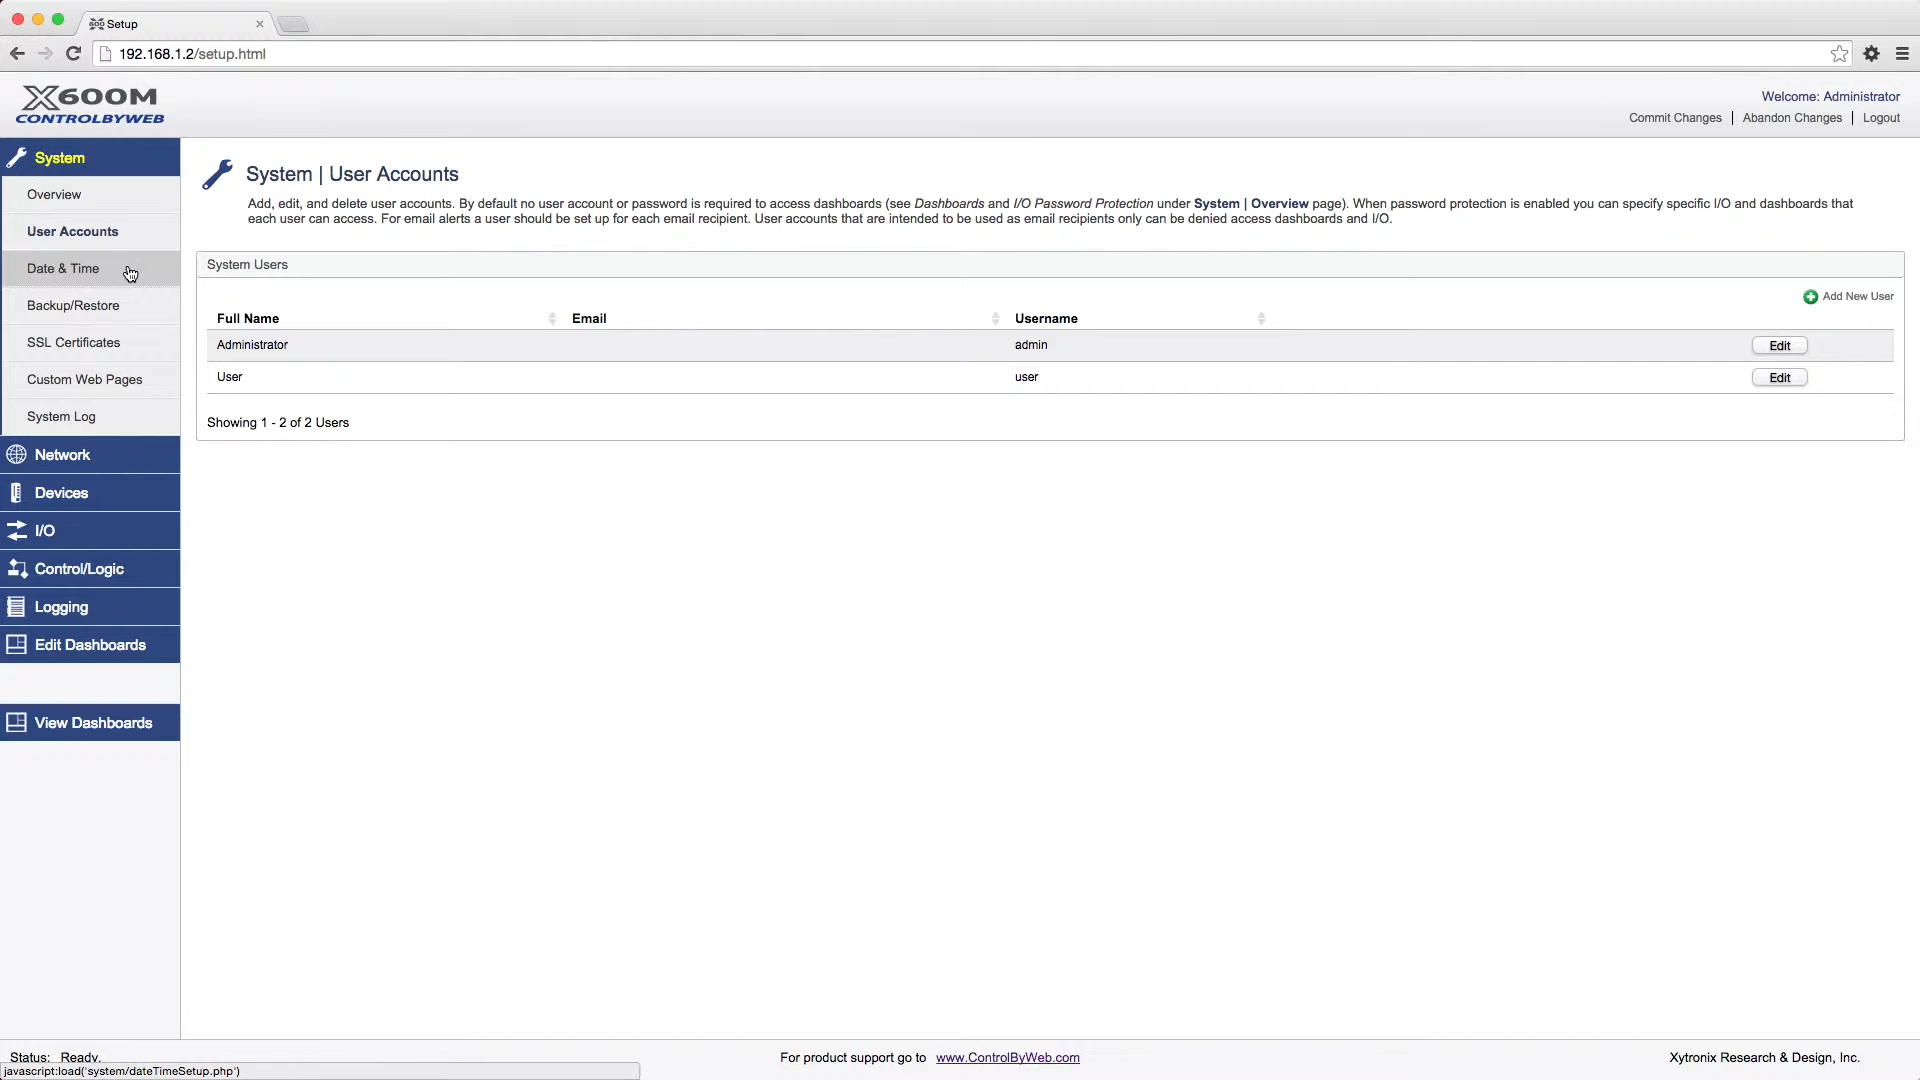 Setup
192.168.1.2/setup.html
X600M
CONTROLBYWEB
Welcome: Administrator
Commit Changes | Abandon Changes | Logout
System
Overview
User Accounts
Date & Time
Backup/Restore
SSL Certificates
Custom Web Pages
System Log
Network
Devices
I/O
Control/Logic
Logging
Edit Dashboards
View Dashboards
System | User Accounts
Add, edit, and delete user accounts. By default no user account or password is required to access dashboards (see Dashboards and I/O Password Protection under System | Overview page). When password protection is enabled you can specify specific I/O and dashboards that
each user can access. For email alerts a user should be set up for each email recipient. User accounts that are intended to be used as email recipients only can be denied access dashboards and I/O.
System Users
Add New User
Full Name Email Username
Administrator admin Edit
User user Edit
Showing 1 - 2 of 2 Users
Status: Ready.
For product support go to www.ControlByWeb.com
Xytronix Research & Design, Inc.
javascript:load('system/dateTimeSetup.php')